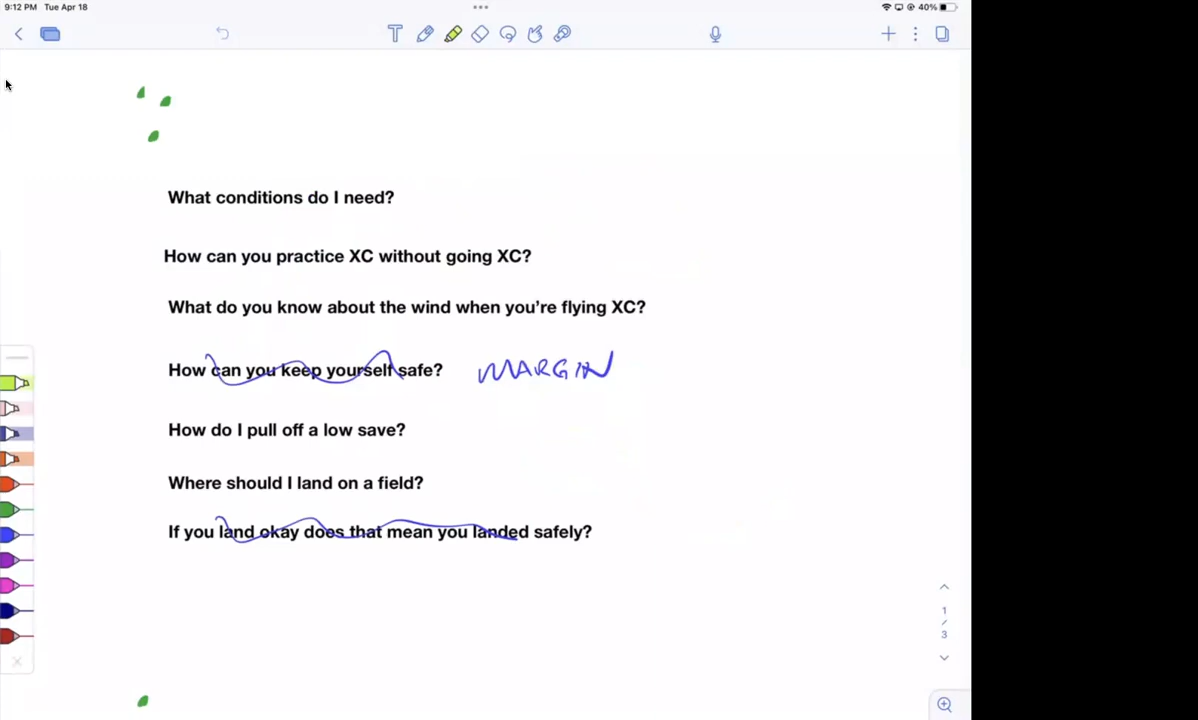 9:12 PM Tue Apr 18
40%
T
What conditions do I need?
How can you practice XC without going XC?
What do you know about the wind when you're flying XC?
How can you keep yourself safe? MARGIN
How do I pull off a low save?
Where should I land on a field?
If you land okay does that mean you landed safely?
1
/
3